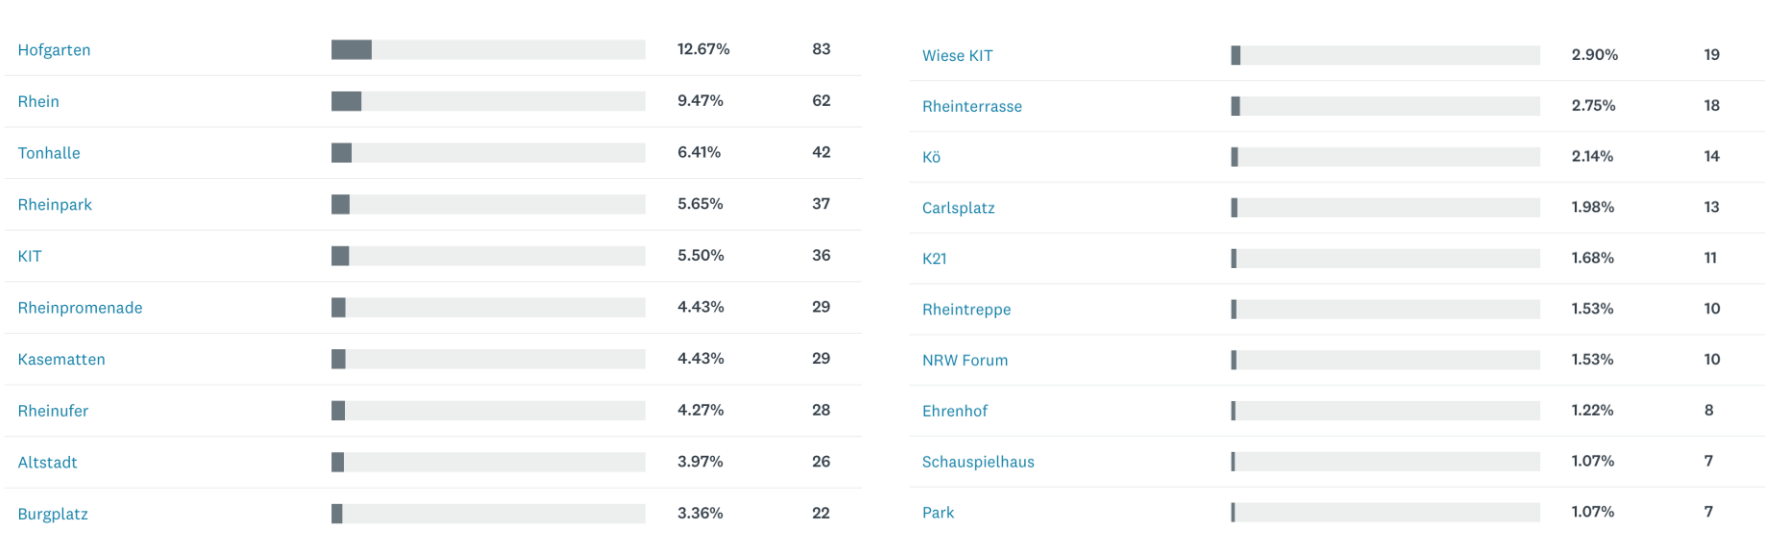 Hofgarten 12.67% 83
Rhein 9.47% 62
Tonhalle 6.41% 42
Rheinpark 5.65% 37
KIT 5.50% 36
Rheinpromenade 4.43% 29
Kasematten 4.43% 29
Rheinufer 4.27% 28
Altstadt 3.97% 26
Burgplatz 3.36% 22
Wiese KIT 2.90% 19
Rheinterrasse 2.75% 18
Kö 2.14% 14
Carlsplatz 1.98% 13
K21 1.68% 11
Rheintreppe 1.53% 10
NRW Forum 1.53% 10
Ehrenhof 1.22% 8
Schauspielhaus 1.07% 7
Park 1.07% 7